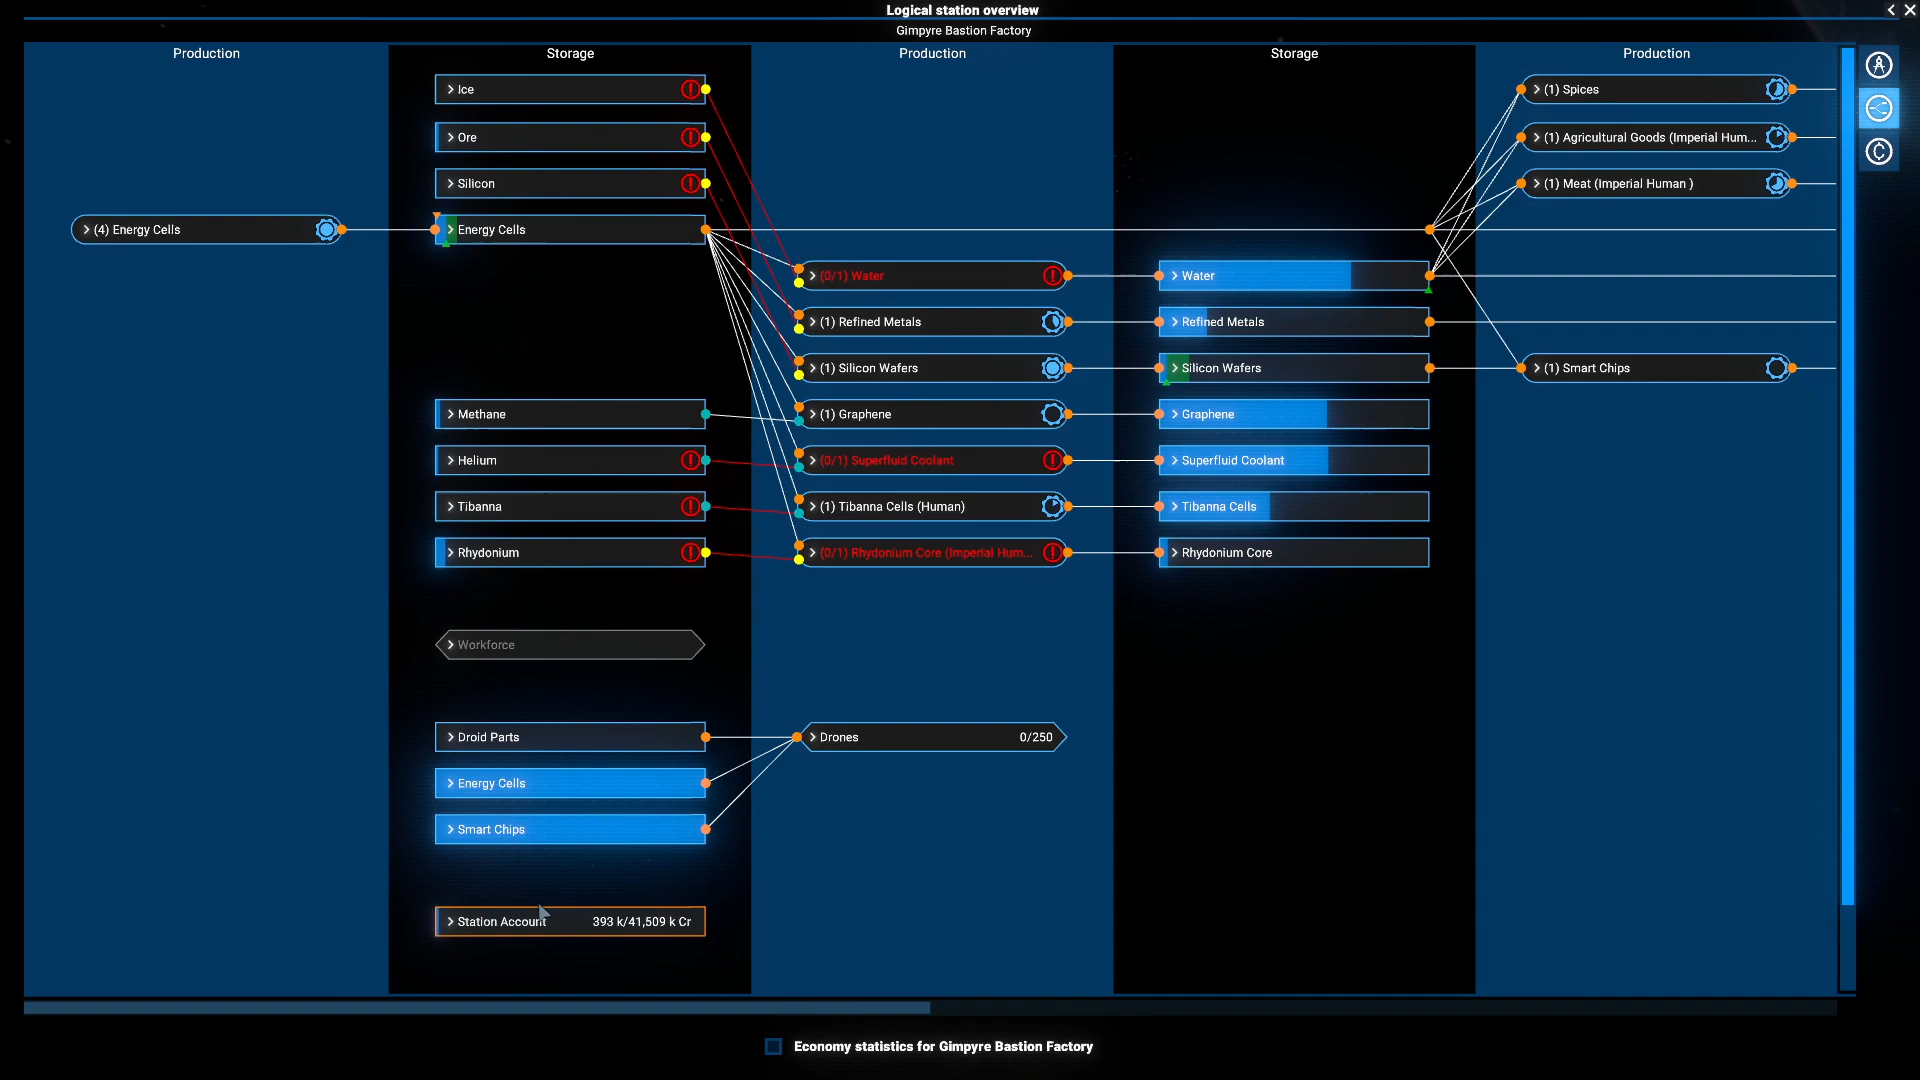 Logical station overview
Gimpyre Bastion Factory
Production
Storage
Production
Storage
Production
Ice
(1) Spices
Ore
(1) Agricultural Goods (Imperial Hum...
Silicon
(1) Meat (Imperial Human )
(4) Energy Cells
Energy Cells
(0/1) Water
Water
(1) Refined Metals
Refined Metals
(1) Silicon Wafers
Silicon Wafers
(1) Smart Chips
Methane
(1) Graphene
Graphene
Helium
(0/1) Superfluid Coolant
Superfluid Coolant
Tibanna
(1) Tibanna Cells (Human)
Tibanna Cells
Rhydonium
(0/1) Rhydonium Core (Imperial Hum...
Rhydonium Core
Workforce
Droid Parts
Drones 0/250
Energy Cells
Smart Chips
Station Account 393 k/41,509 k Cr
Economy statistics for Gimpyre Bastion Factory